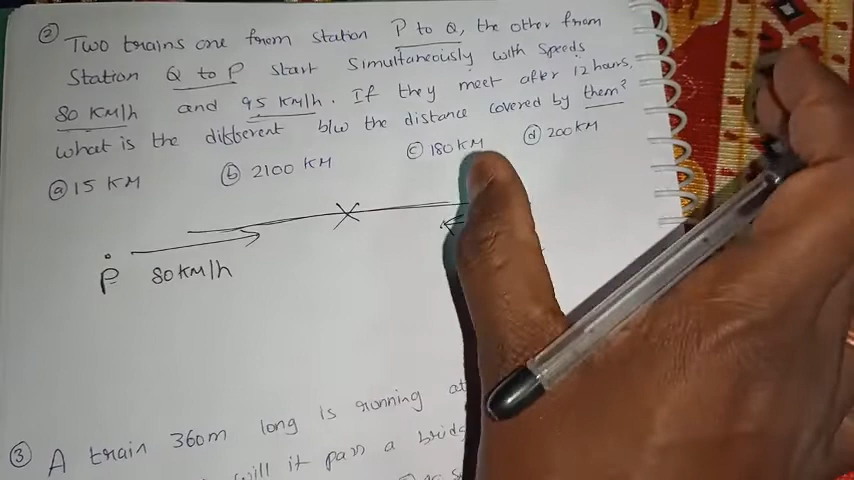 ② Two trains one from station P to Q, the other from
Station Q to P start simultaneously with speeds
80 KM/h and 95 KM/h. If they meet after 12 hours,
what is the different b/w the distance covered by them?
ⓐ 15 KM ⓑ 2100 KM ⓒ 180 KM ⓓ 200 KM
P 80 KM/h
③ A train 360m long is running at
will it pass a bridg